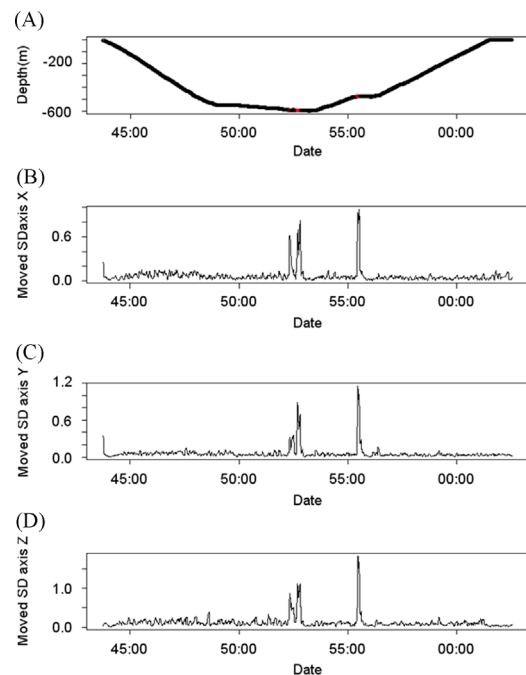 (A)
Depth(m)
-200
-600
45:00 50:00 55:00 00:00
Date
(B)
Moved SDaxis X
0.6
0.0
45:00 50:00 55:00 00:00
Date
(C)
Moved SD axis Y
1.2
0.6
0.0
45:00 50:00 55:00 00:00
Date
(D)
Moved SD axis Z
1.0
0.0
45:00 50:00 55:00 00:00
Date